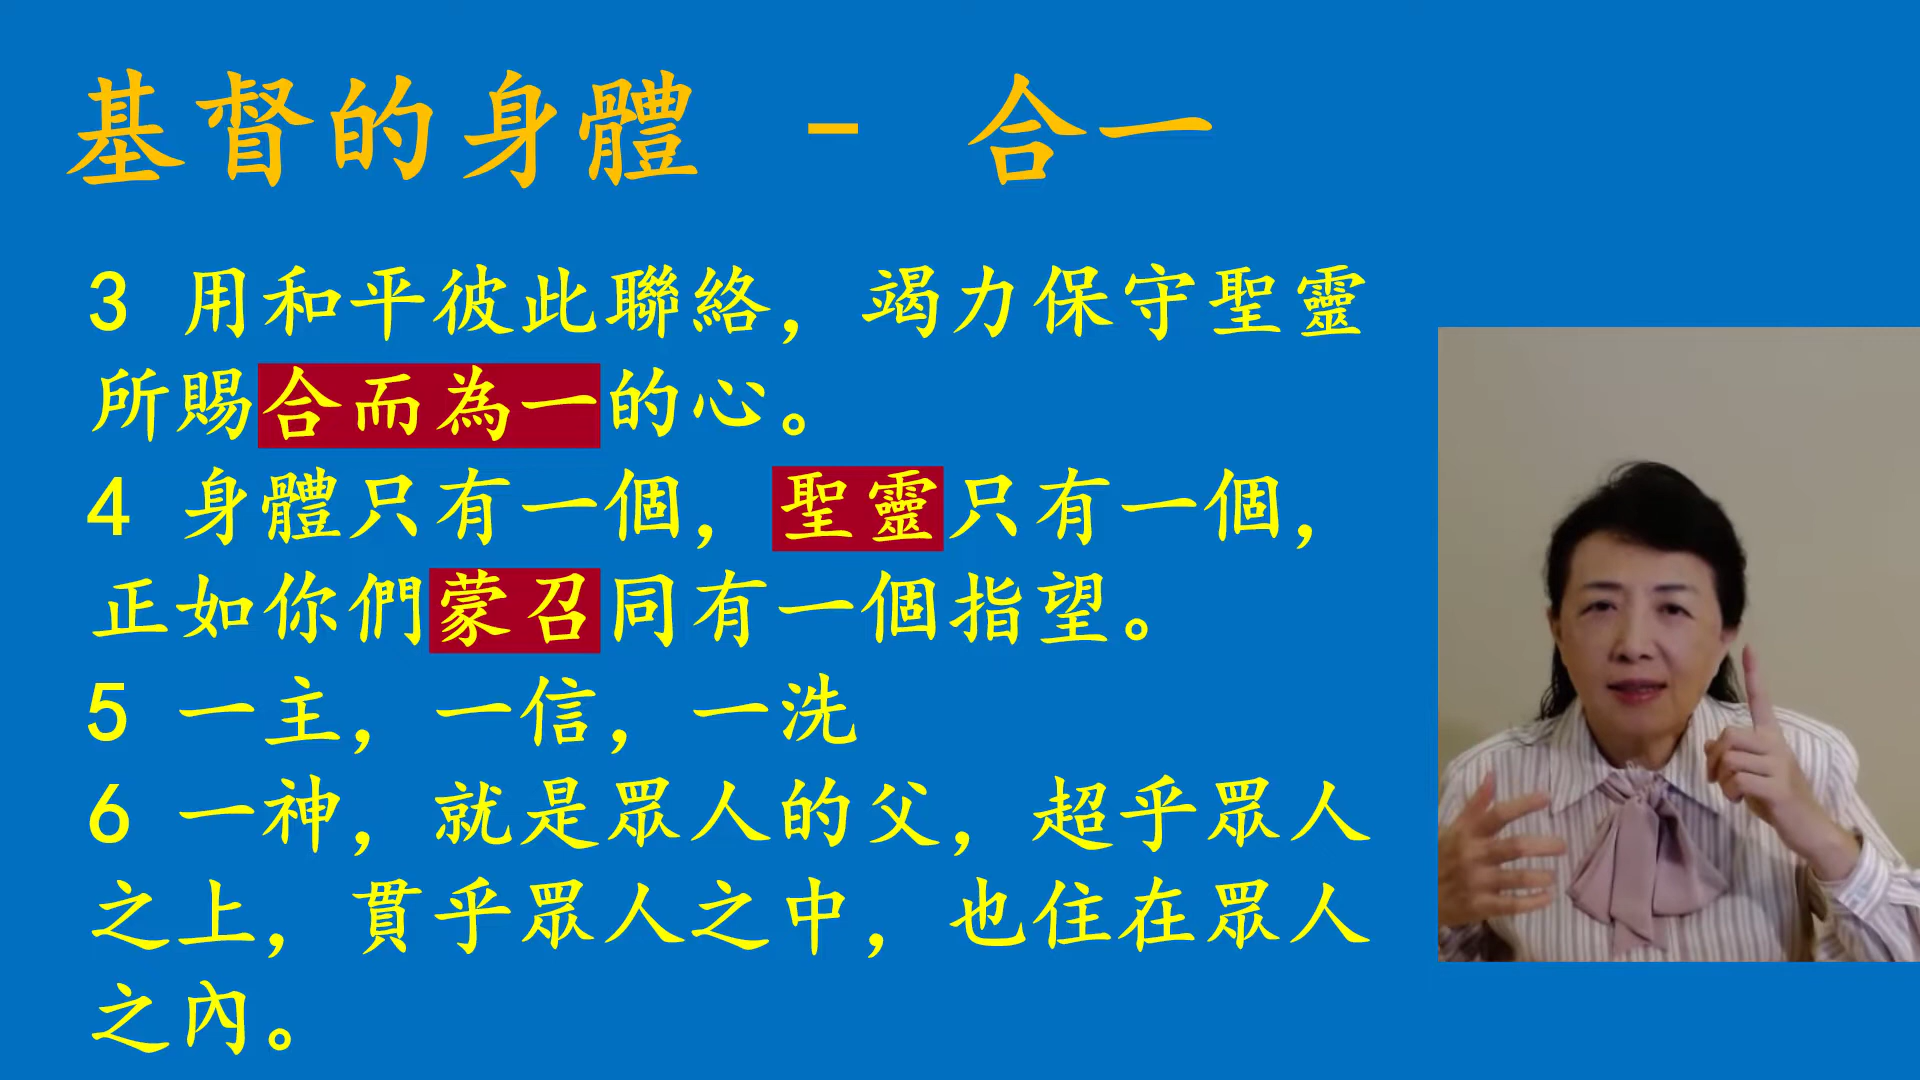 基督的身體 - 合一
3 用和平彼此聯絡，竭力保守聖靈
所賜合而為一的心。
4 身體只有一個，聖靈只有一個，
正如你們蒙召同有一個指望。
5 一主，一信，一洗
6 一神，就是眾人的父，超乎眾人
之上，貫乎眾人之中，也住在眾人
之內。